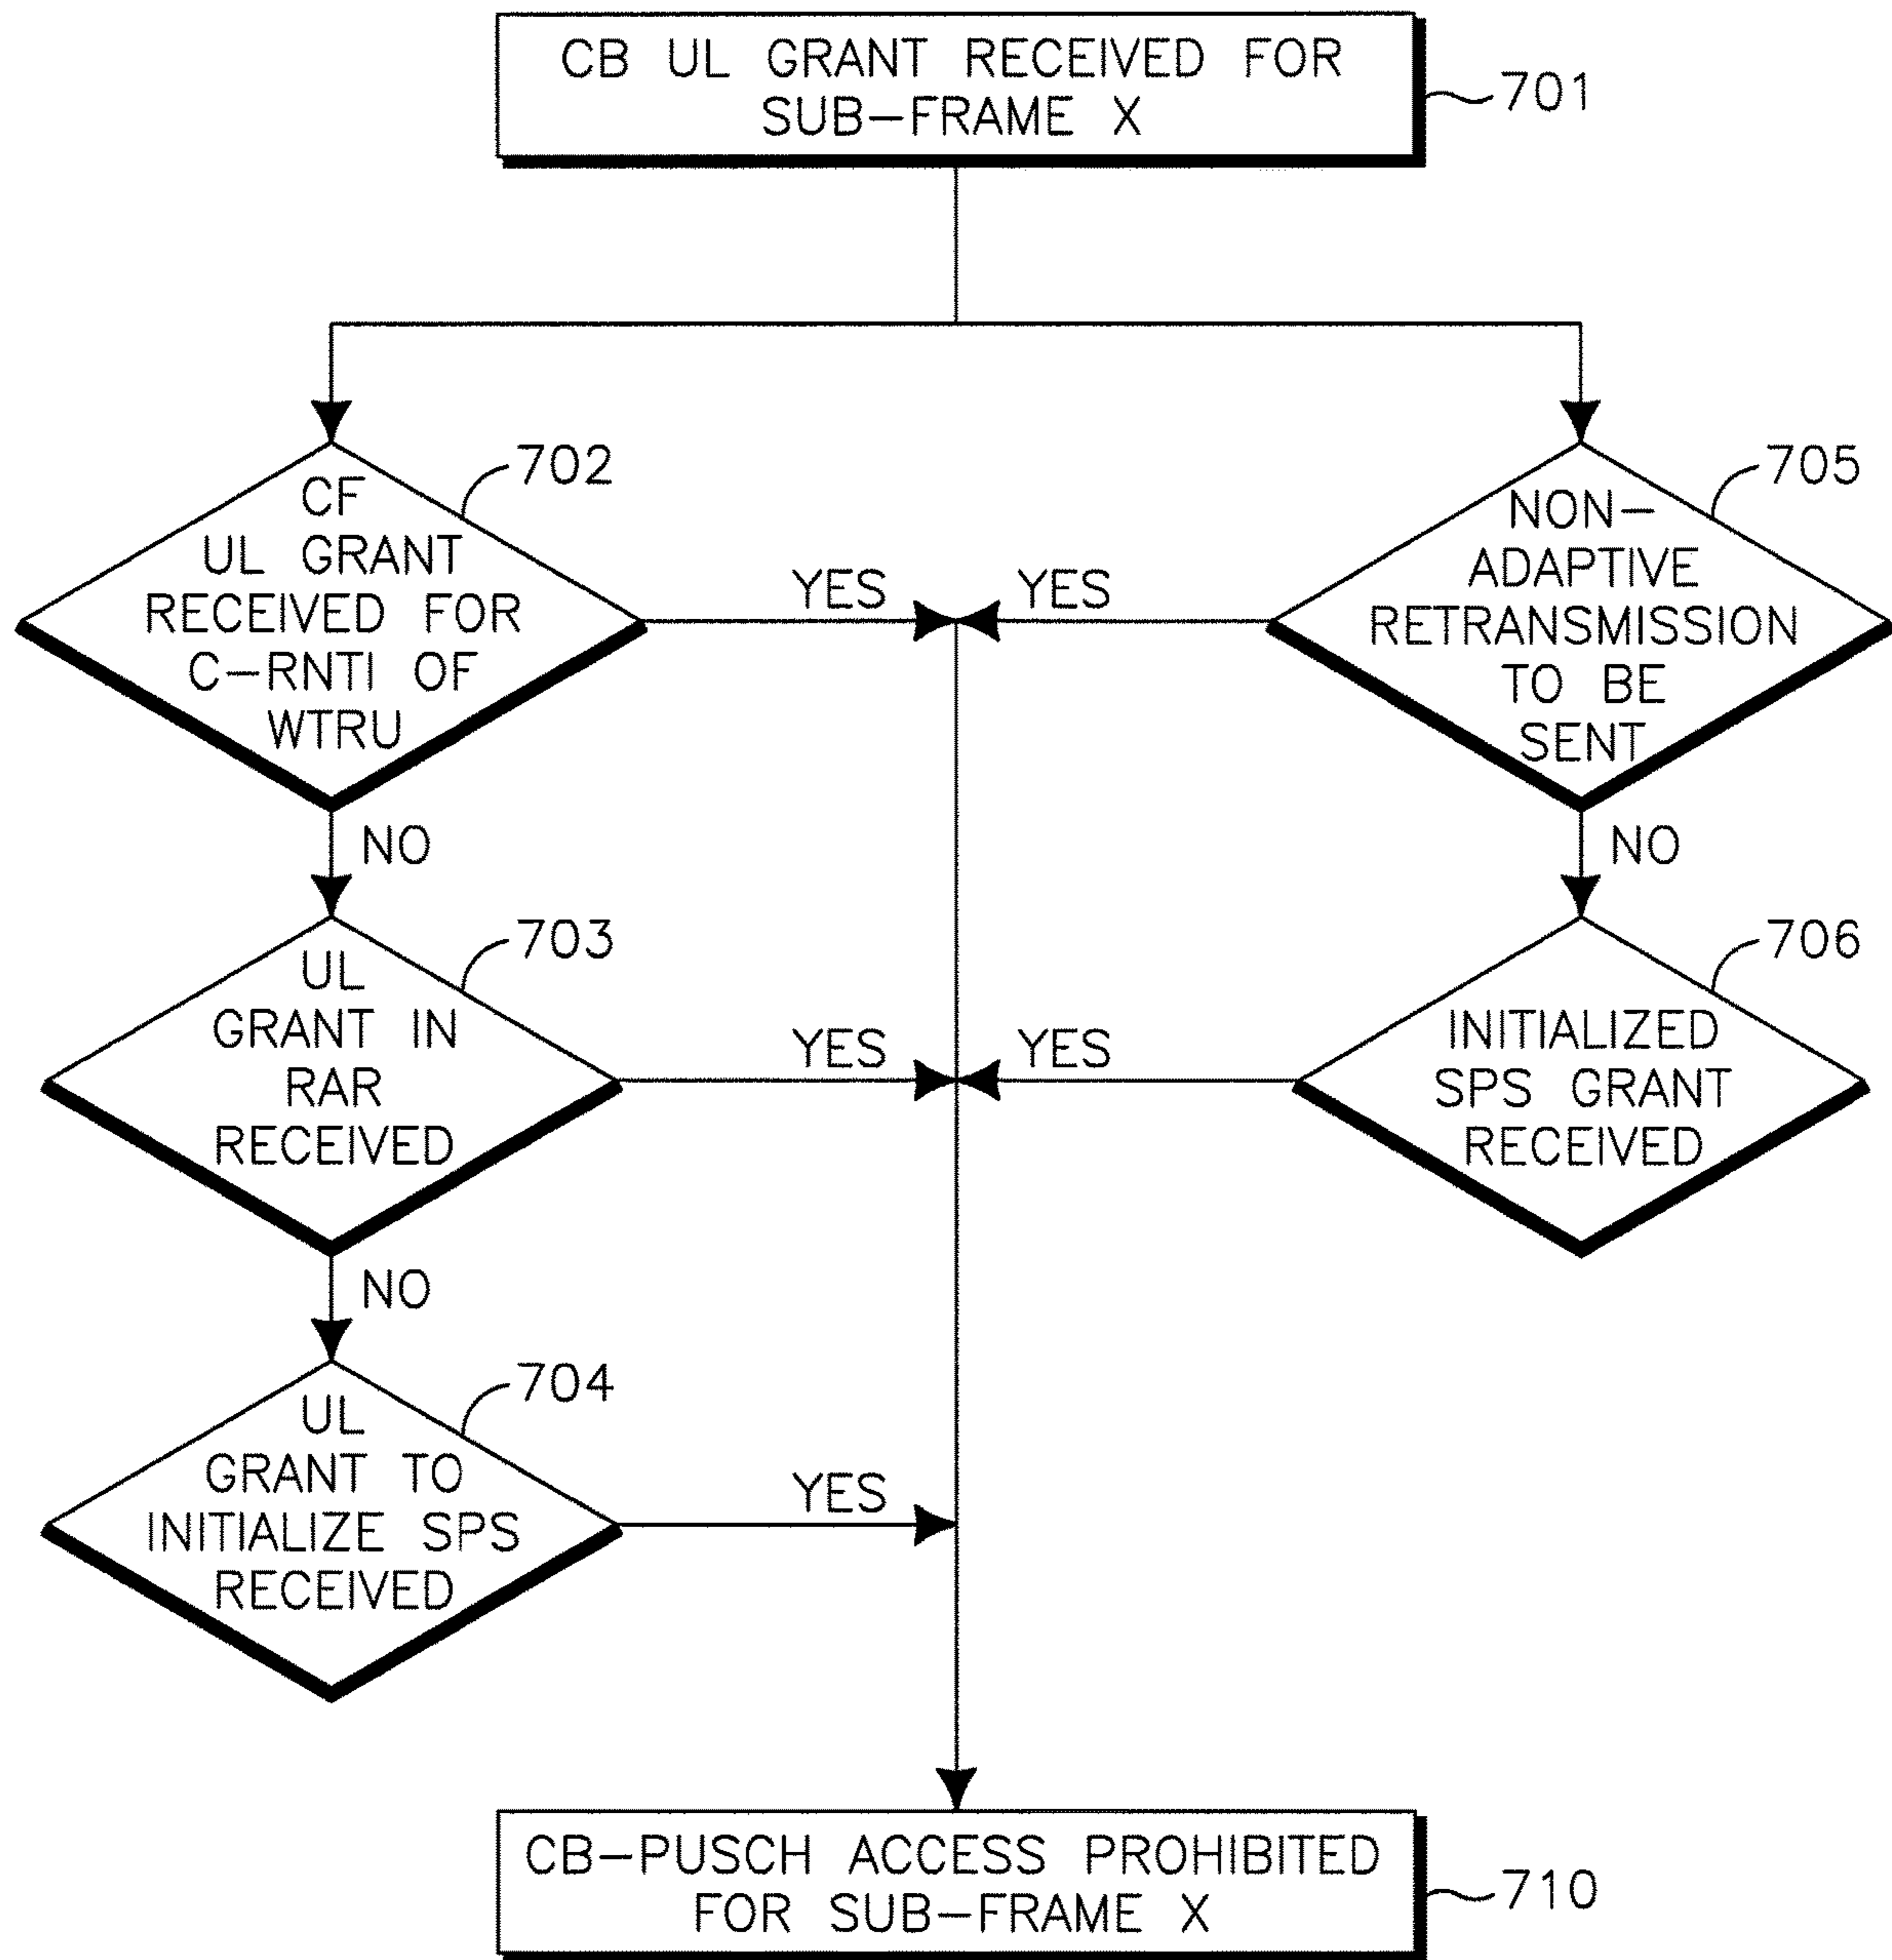 CB UL GRANT RECEIVED FOR
SUB-FRAME X
701
CF
UL GRANT
RECEIVED FOR
C-RNTI OF
WTRU
702
YES
NO
UL
GRANT IN
RAR
RECEIVED
703
YES
NO
UL
GRANT TO
INITIALIZE SPS
RECEIVED
704
YES
NON-
ADAPTIVE
RETRANSMISSION
TO BE
SENT
705
YES
NO
INITIALIZED
SPS GRANT
RECEIVED
706
YES
CB-PUSCH ACCESS PROHIBITED
FOR SUB-FRAME X
710